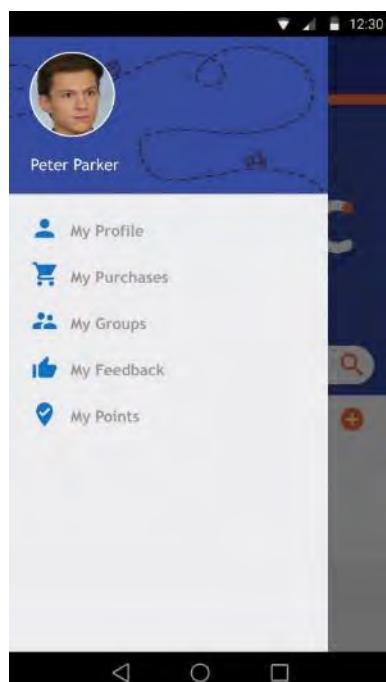 12:30
Peter Parker
My Profile
My Purchases
My Groups
My Feedback
My Points